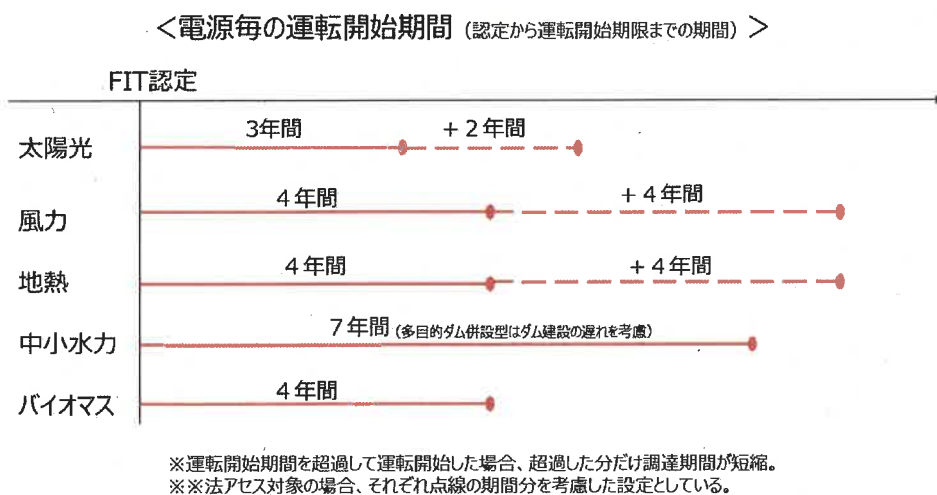 ＜電源毎の運転開始期間（認定から運転開始期限までの期間）＞
FIT認定
太陽光 3年間 +２年間
風力 ４年間 +４年間
地熱 ４年間 +４年間
中小水力 ７年間（多目的ダム併設型はダム建設の遅れを考慮）
バイオマス ４年間
※運転開始期間を超過して運転開始した場合、超過した分だけ調達期間が短縮。
※※法アセス対象の場合、それぞれ点線の期間分を考慮した設定としている。